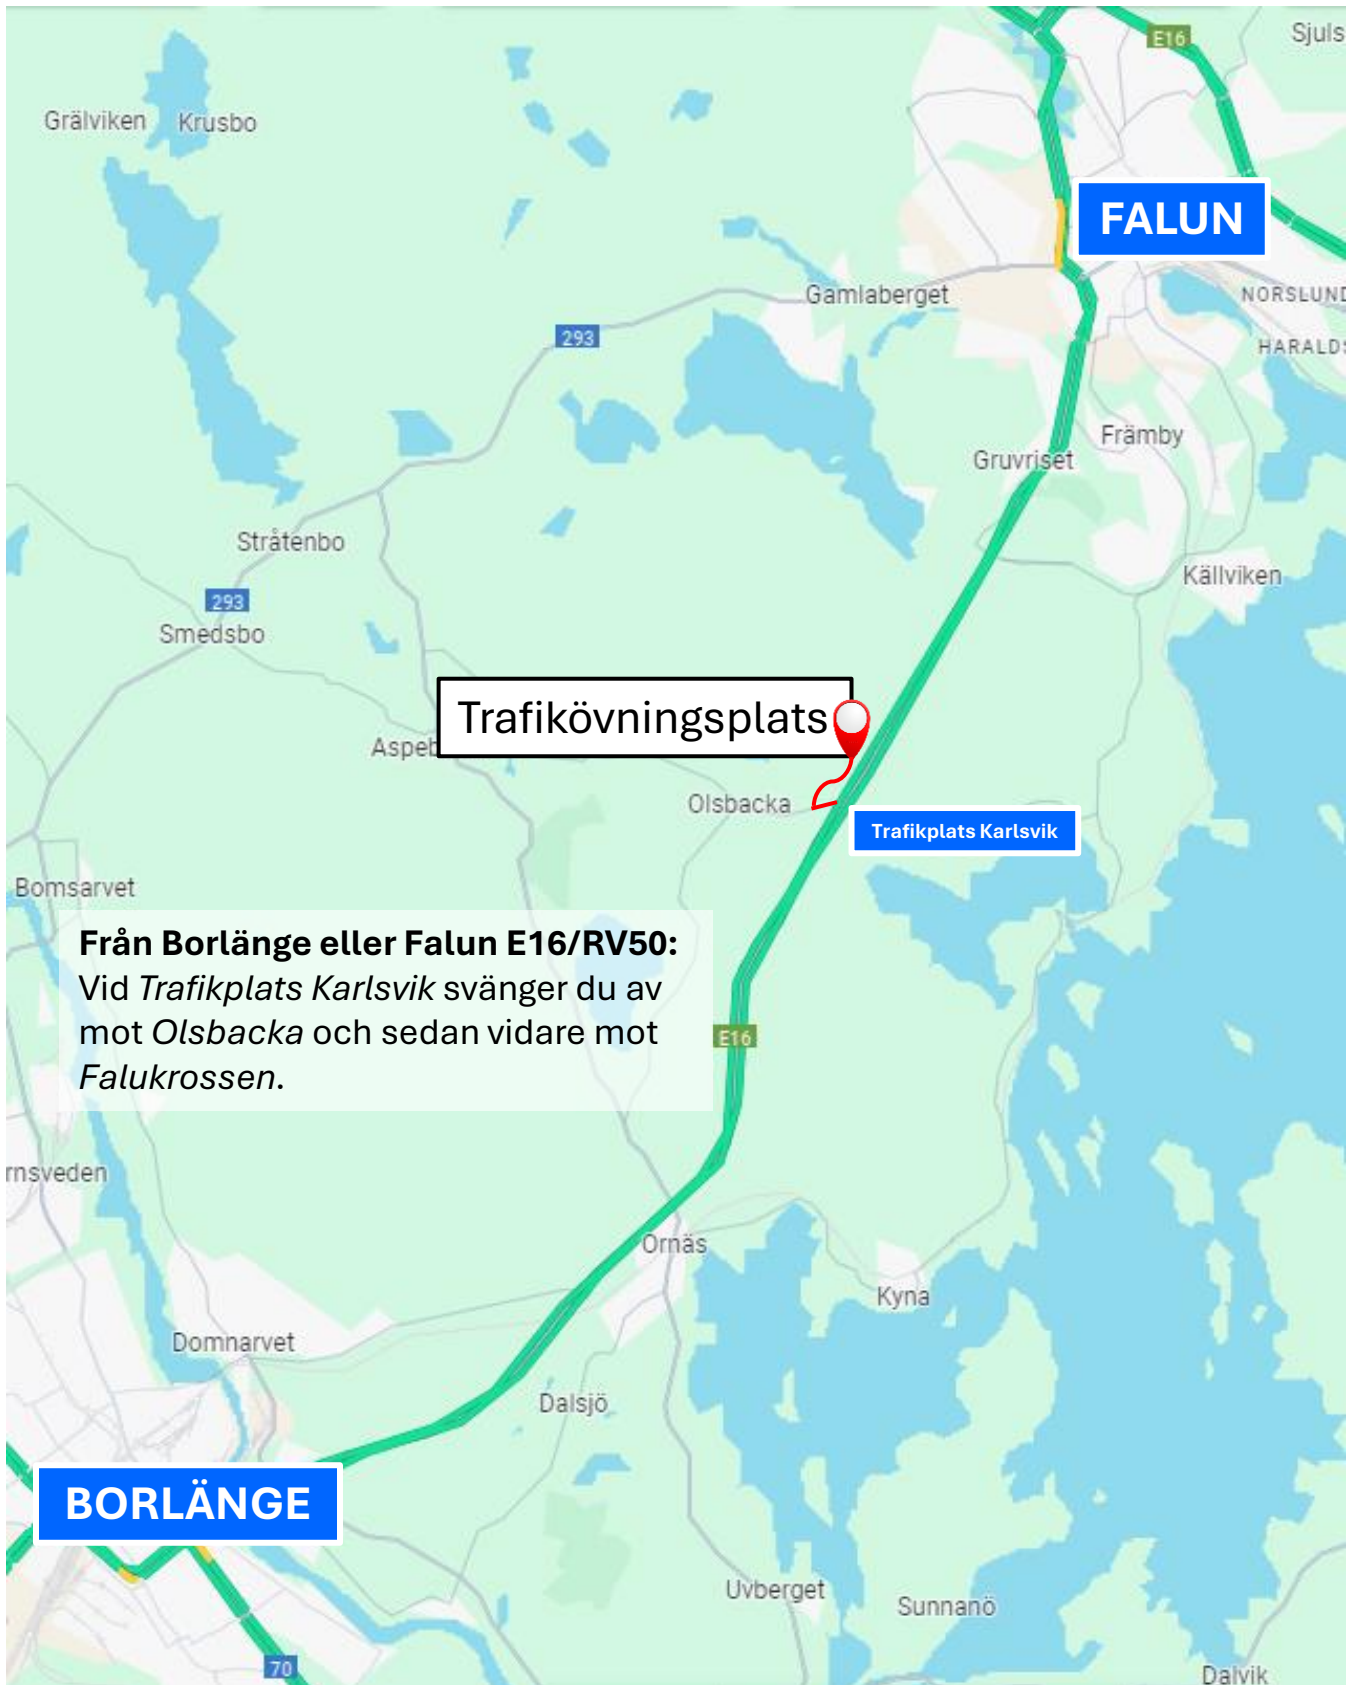 E16
Sjuls
Grälviken
Krusbo
FALUN
Gamlaberget
NORSLUND
293
HARALDS
Främby
Gruvriset
Stråtenbo
Källviken
293
Smedsbo
Trafikövningsplats
Aspeb
Olsbacka
Trafikplats Karlsvik
Bomsarvet
Från Borlänge eller Falun E16/RV50:
Vid Trafikplats Karlsvik svänger du av
mot Olsbacka och sedan vidare mot
Falukrossen.
E16
rnsveden
Ornäs
Kyna
Domnarvet
Dalsjö
BORLÄNGE
Uvberget
Sunnanö
70
Dalvik